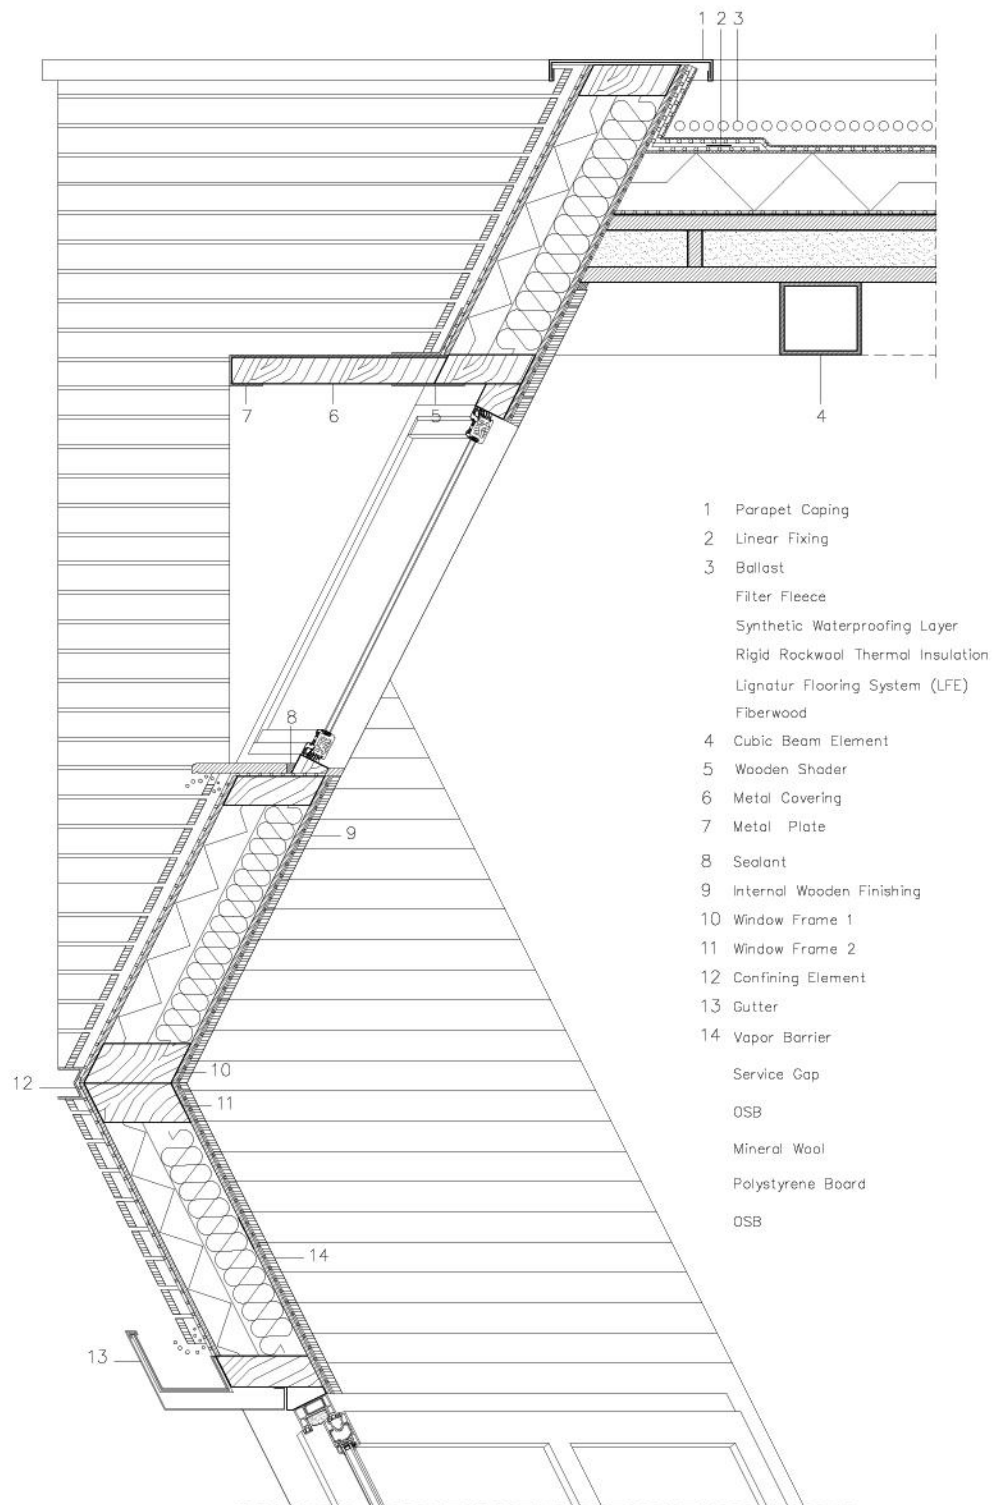 1 2 3
7
6
5
4
1 Parapet Caping
2 Linear Fixing
3 Ballast
Filter Fleece
Synthetic Waterproofing Layer
Rigid Rockwool Thermal Insulation
Lignatur Flooring System (LFE)
Fiberwood
4 Cubic Beam Element
5 Wooden Shader
6 Metal Covering
7 Metal Plate
8 Sealant
9 Internal Wooden Finishing
10 Window Frame 1
11 Window Frame 2
12 Confining Element
13 Gutter
14 Vapor Barrier
Service Gap
OSB
Mineral Wool
Polystyrene Board
OSB
8
9
10
12
11
14
13